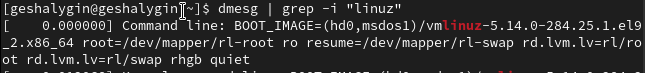 [geshalygin@geshalygin ~]$ dmesg | grep -i "linuz"
[    0.000000] Command line: BOOT_IMAGE=(hd0,msdos1)/vmlinuz-5.14.0-284.25.1.el9
_2.x86_64 root=/dev/mapper/rl-root ro resume=/dev/mapper/rl-swap rd.lvm.lv=rl/ro
ot rd.lvm.lv=rl/swap rhgb quiet